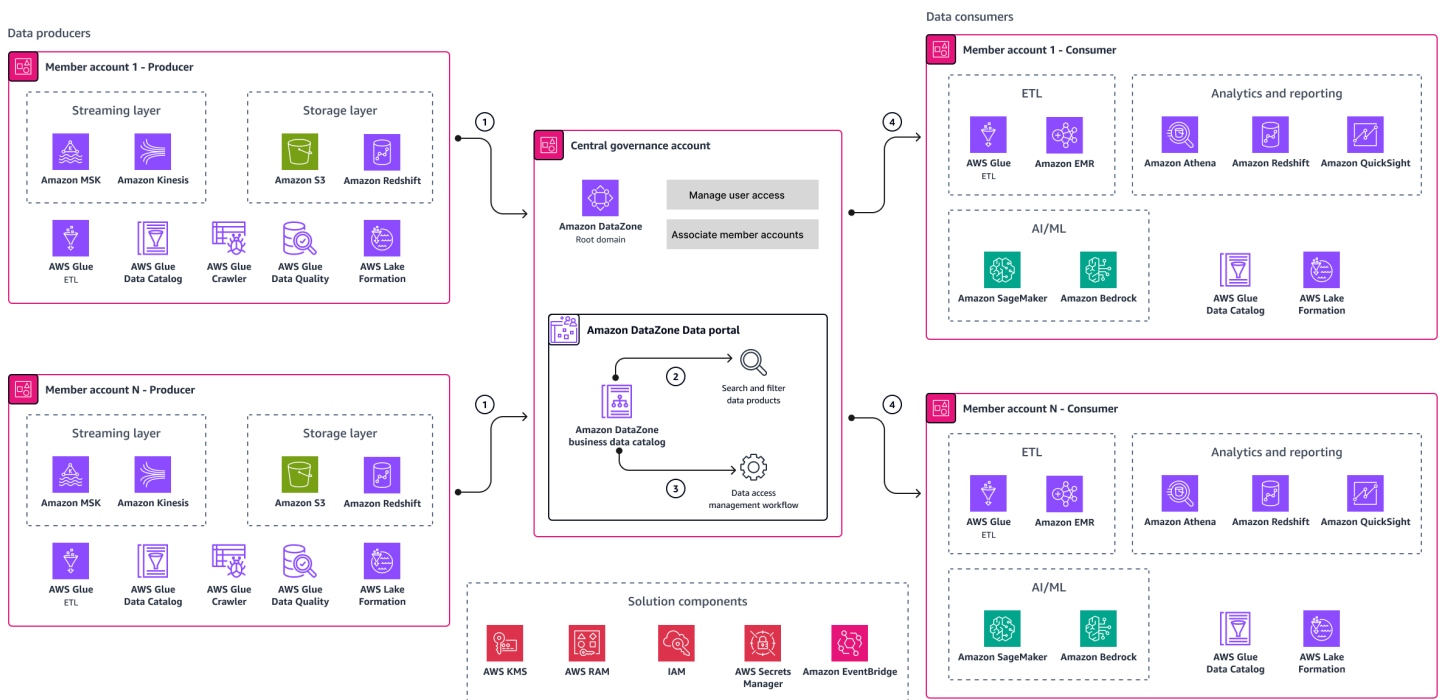 Data producers
Member account 1 - Producer
Streaming layer
Amazon MSK
Amazon Kinesis
Storage layer
Amazon S3
Amazon Redshift
AWS Glue
ETL
AWS Glue
Data Catalog
AWS Glue
Crawler
AWS Glue
Data Quality
AWS Lake
Formation
Member account N - Producer
Streaming layer
Amazon MSK
Amazon Kinesis
Storage layer
Amazon S3
Amazon Redshift
AWS Glue
ETL
AWS Glue
Data Catalog
AWS Glue
Crawler
AWS Glue
Data Quality
AWS Lake
Formation
1
1
Central governance account
Amazon DataZone
Root domain
Manage user access
Associate member accounts
Amazon DataZone Data portal
2
Search and filter
data products
Amazon DataZone
business data catalog
3
Data access
management workflow
Solution components
AWS KMS
AWS RAM
IAM
AWS Secrets
Manager
Amazon EventBridge
4
4
Data consumers
Member account 1 - Consumer
ETL
AWS Glue
ETL
Amazon EMR
Analytics and reporting
Amazon Athena
Amazon Redshift
Amazon QuickSight
AI/ML
Amazon SageMaker
Amazon Bedrock
AWS Glue
Data Catalog
AWS Lake
Formation
Member account N - Consumer
ETL
AWS Glue
ETL
Amazon EMR
Analytics and reporting
Amazon Athena
Amazon Redshift
Amazon QuickSight
AI/ML
Amazon SageMaker
Amazon Bedrock
AWS Glue
Data Catalog
AWS Lake
Formation